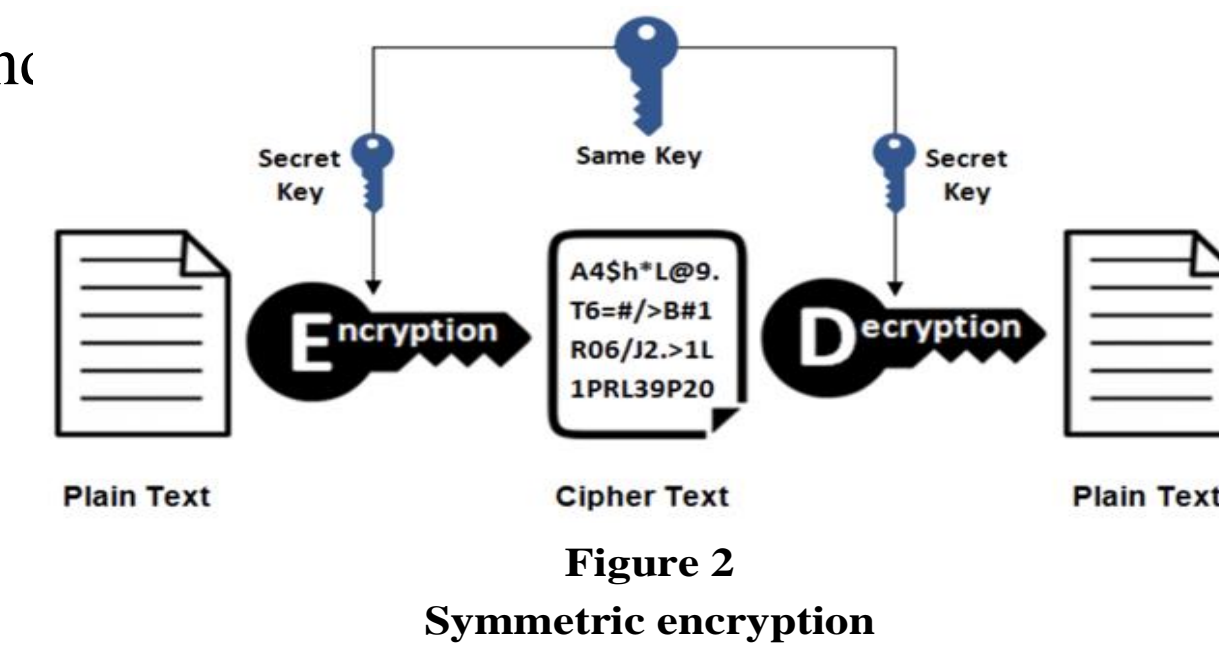 Secret
Key
Same Key
Secret
Key
Encryption
A4$h*L@9.
T6=#/>B#1
R06/J2.>1L
1PRL39P20
Decryption
Plain Text
Cipher Text
Plain Text
Figure 2
Symmetric encryption